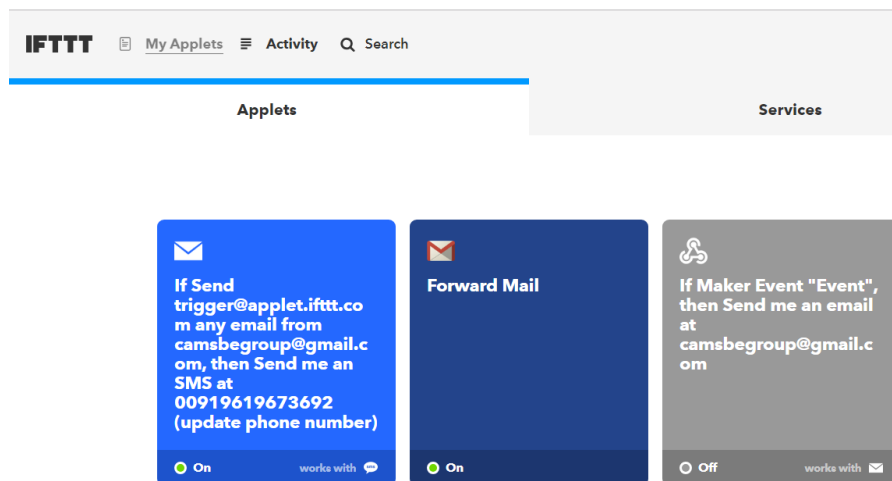 IFTTT My Applets Activity Search
Applets Services
If Send
trigger@applet.ifttt.co
m any email from
camsbegroup@gmail.c
om, then Send me an
SMS at
00919619673692
(update phone number)
On works with
Forward Mail
On
If Maker Event "Event",
then Send me an email
at
camsbegroup@gmail.c
om
Off works with